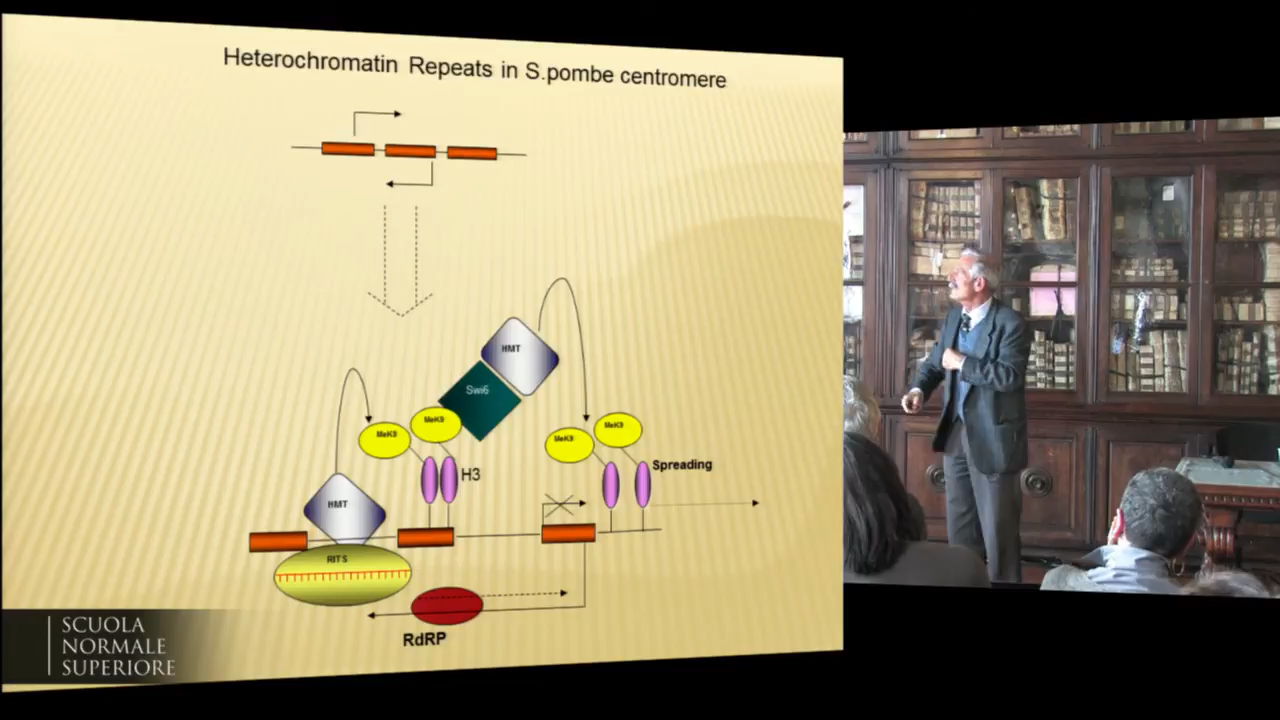 Heterochromatin Repeats in S.pombe centromere
HMT
Swi6
MeK9
MeK9
MeK9
MeK9
H3
Spreading
HMT
RITS
RdRP
SCUOLA
NORMALE
SUPERIORE